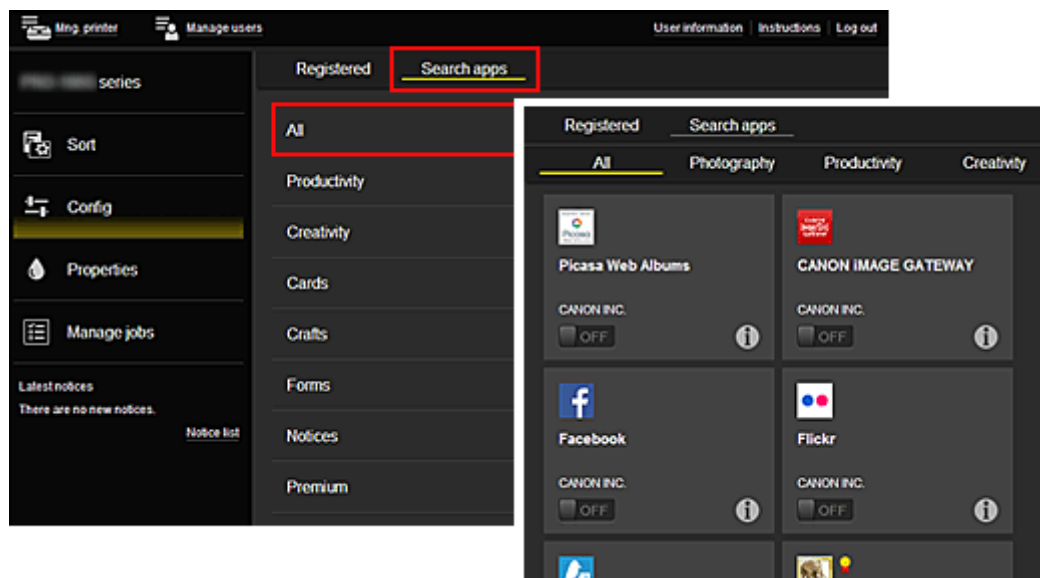 Mng. printer
Manage users
User information
Instructions
Log out
series
Sort
Config
Properties
Manage jobs
Latest notices
There are no new notices.
Notice list
Registered
Search apps
All
Productivity
Creativity
Cards
Crafts
Forms
Notices
Premium
Registered
Search apps
All
Photography
Productivity
Creativity
Picasa
Picasa Web Albums
CANON INC.
OFF
CANON iMAGE GATEWAY
CANON INC.
OFF
Facebook
CANON INC.
OFF
Flickr
CANON INC.
OFF